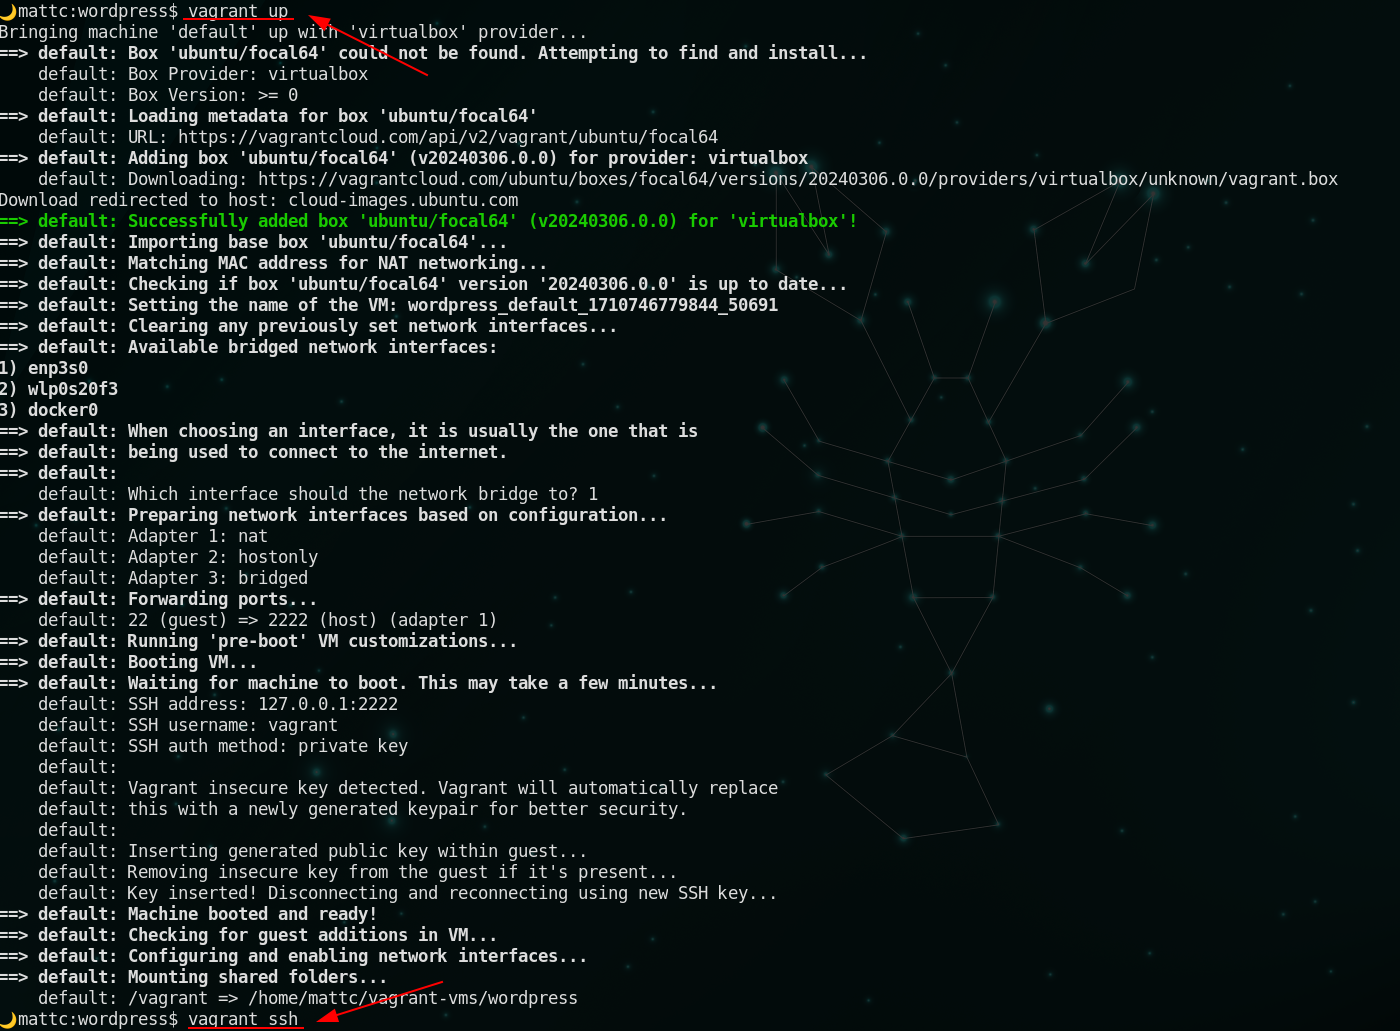 🌙mattc:wordpress$ vagrant up
Bringing machine 'default' up with 'virtualbox' provider...
==> default: Box 'ubuntu/focal64' could not be found. Attempting to find and install...
    default: Box Provider: virtualbox
    default: Box Version: >= 0
==> default: Loading metadata for box 'ubuntu/focal64'
    default: URL: https://vagrantcloud.com/api/v2/vagrant/ubuntu/focal64
==> default: Adding box 'ubuntu/focal64' (v20240306.0.0) for provider: virtualbox
    default: Downloading: https://vagrantcloud.com/ubuntu/boxes/focal64/versions/20240306.0.0/providers/virtualbox/unknown/vagrant.box
Download redirected to host: cloud-images.ubuntu.com
==> default: Successfully added box 'ubuntu/focal64' (v20240306.0.0) for 'virtualbox'!
==> default: Importing base box 'ubuntu/focal64'...
==> default: Matching MAC address for NAT networking...
==> default: Checking if box 'ubuntu/focal64' version '20240306.0.0' is up to date...
==> default: Setting the name of the VM: wordpress_default_1710746779844_50691
==> default: Clearing any previously set network interfaces...
==> default: Available bridged network interfaces:
1) enp3s0
2) wlp0s20f3
3) docker0
==> default: When choosing an interface, it is usually the one that is
==> default: being used to connect to the internet.
==> default:
    default: Which interface should the network bridge to? 1
==> default: Preparing network interfaces based on configuration...
    default: Adapter 1: nat
    default: Adapter 2: hostonly
    default: Adapter 3: bridged
==> default: Forwarding ports...
    default: 22 (guest) => 2222 (host) (adapter 1)
==> default: Running 'pre-boot' VM customizations...
==> default: Booting VM...
==> default: Waiting for machine to boot. This may take a few minutes...
    default: SSH address: 127.0.0.1:2222
    default: SSH username: vagrant
    default: SSH auth method: private key
    default:
    default: Vagrant insecure key detected. Vagrant will automatically replace
    default: this with a newly generated keypair for better security.
    default:
    default: Inserting generated public key within guest...
    default: Removing insecure key from the guest if it's present...
    default: Key inserted! Disconnecting and reconnecting using new SSH key...
==> default: Machine booted and ready!
==> default: Checking for guest additions in VM...
==> default: Configuring and enabling network interfaces...
==> default: Mounting shared folders...
    default: /vagrant => /home/mattc/vagrant-vms/wordpress
🌙mattc:wordpress$ vagrant ssh